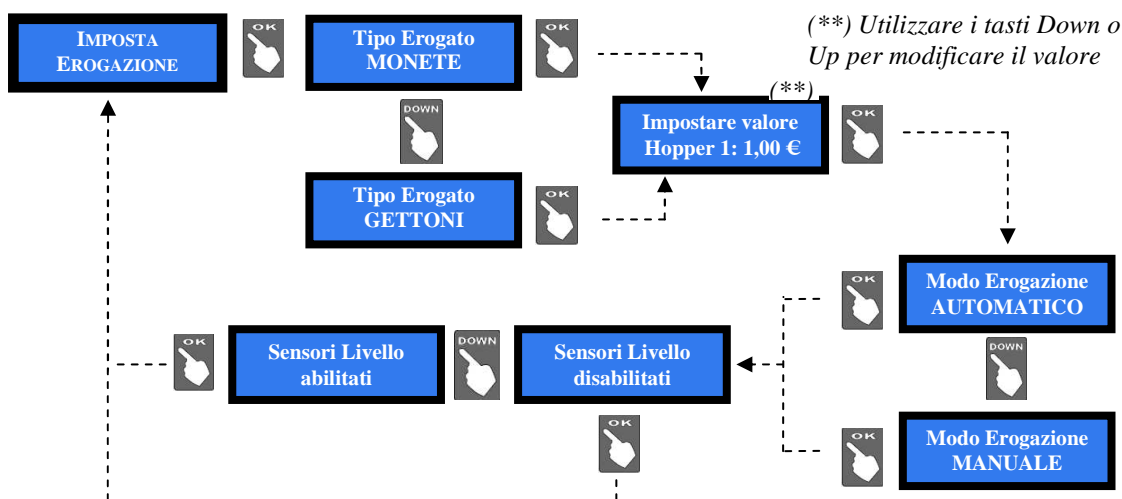 IMPOSTA
EROGAZIONE
OK
Tipo Erogato
MONETE
OK
(**) Utilizzare i tasti Down o
Up per modificare il valore
DOWN
(**)
Impostare valore
Hopper 1: 1,00 €
OK
Tipo Erogato
GETTONI
OK
OK
Modo Erogazione
AUTOMATICO
DOWN
OK
Sensori Livello
abilitati
DOWN
Sensori Livello
disabilitati
OK
OK
Modo Erogazione
MANUALE